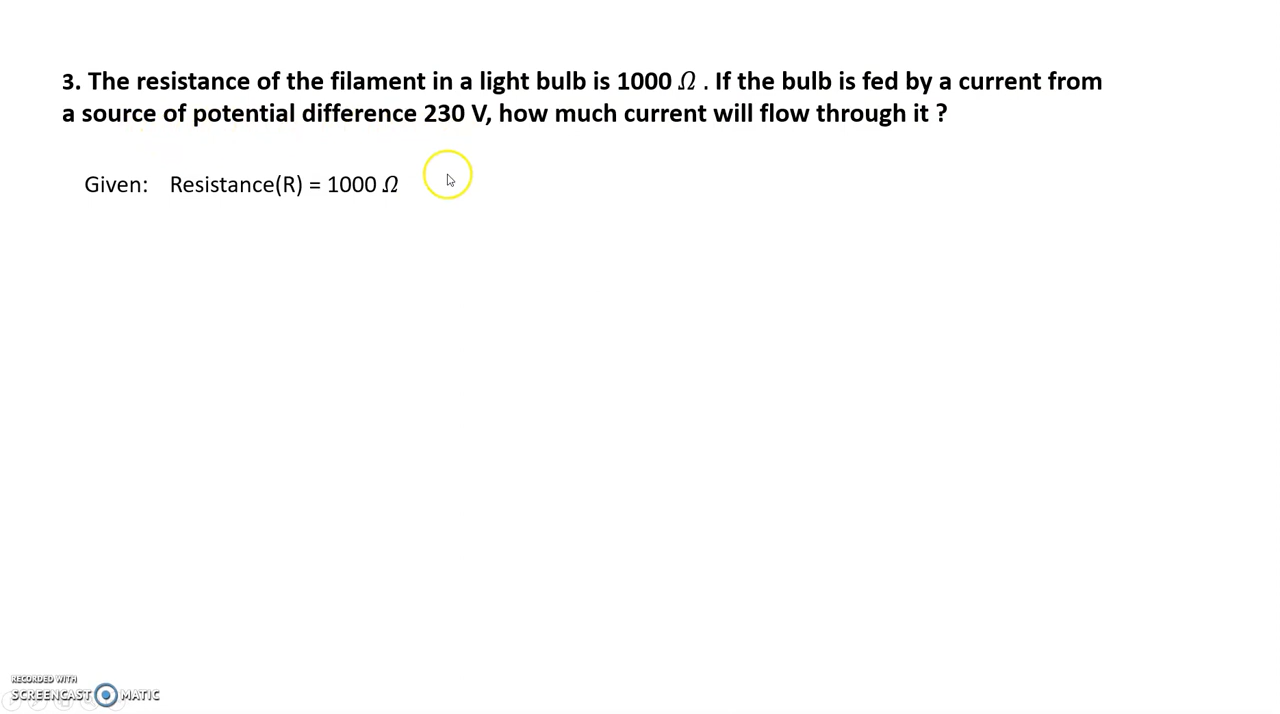 3. The resistance of the filament in a light bulb is 1000 Ω . If the bulb is fed by a current from
a source of potential difference 230 V, how much current will flow through it ?
Given: Resistance(R) = 1000 Ω
RECORDED WITH
SCREENCAST MATIC